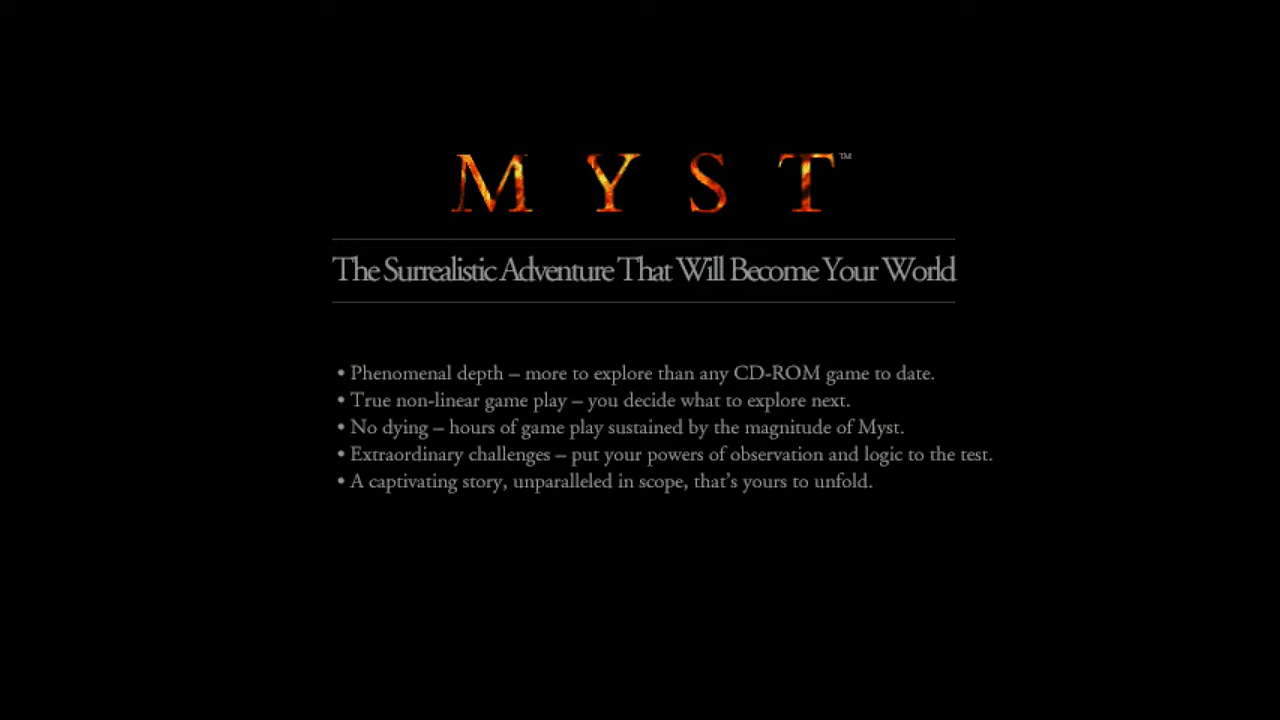 MYST™
The Surrealistic Adventure That Will Become Your World
• Phenomenal depth – more to explore than any CD-ROM game to date.
• True non-linear game play – you decide what to explore next.
• No dying – hours of game play sustained by the magnitude of Myst.
• Extraordinary challenges – put your powers of observation and logic to the test.
• A captivating story, unparalleled in scope, that's yours to unfold.